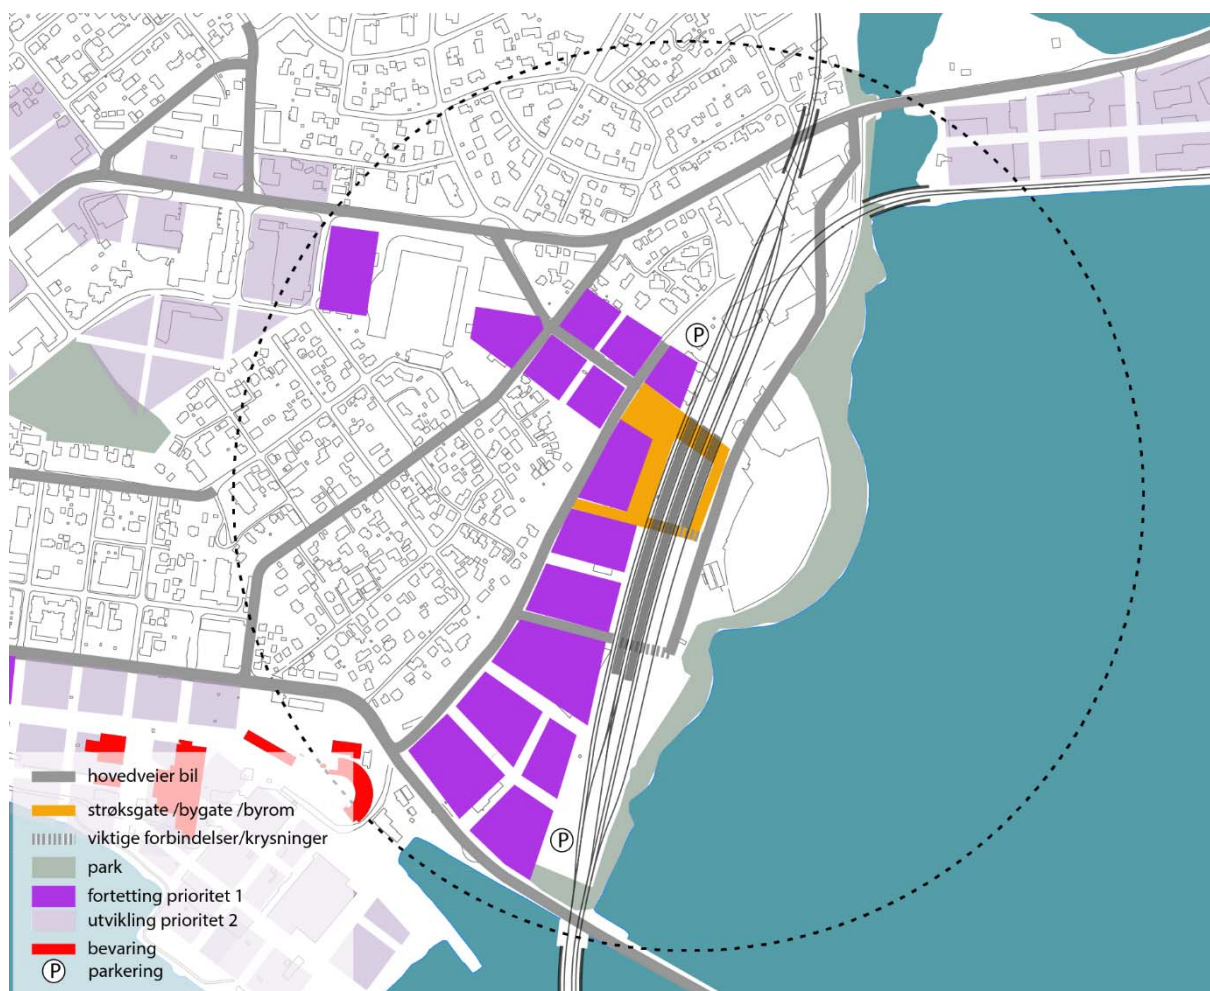 P
P
hovedveier bil
strøksgate /bygate /byrom
viktige forbindelser/krysninger
park
fortetting prioritet 1
utvikling prioritet 2
bevaring
P parkering